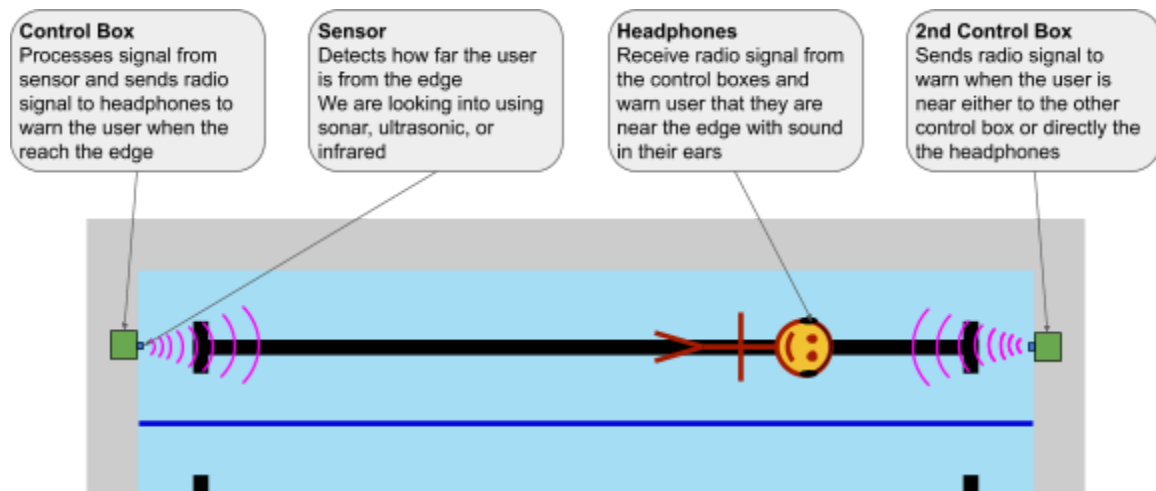 Control Box
Processes signal from
sensor and sends radio
signal to headphones to
warn the user when the
reach the edge
Sensor
Detects how far the user
is from the edge
We are looking into using
sonar, ultrasonic, or
infrared
Headphones
Receive radio signal from
the control boxes and
warn user that they are
near the edge with sound
in their ears
2nd Control Box
Sends radio signal to
warn when the user is
near either to the other
control box or directly the
the headphones